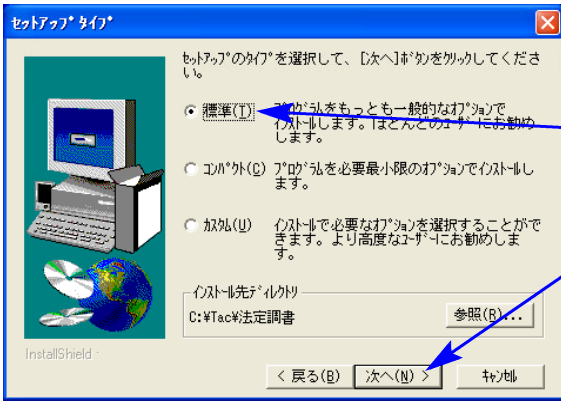 ｾｯﾄｱｯﾌﾟ ﾀｲﾌﾟ
ｾｯﾄｱｯﾌﾟのﾀｲﾌﾟを選択して、[次へ]ﾎﾞﾀﾝをｸﾘｯｸしてくださ
い。
標準(T)
ﾌﾟﾛｸﾞﾗﾑをもっとも一般的なｵﾌﾟｼｮﾝで
ｲﾝｽﾄｰﾙします。ほとんどのﾕｰｻﾞｰにお勧め
します。
ｺﾝﾊﾟｸﾄ(C)
ﾌﾟﾛｸﾞﾗﾑを必要最小限のｵﾌﾟｼｮﾝでｲﾝｽﾄｰﾙし
ます。
ｶｽﾀﾑ(U)
ｲﾝｽﾄｰﾙで必要なｵﾌﾟｼｮﾝを選択することがで
きます。より高度なﾕｰｻﾞｰにお勧めしま
す。
ｲﾝｽﾄｰﾙ先ﾃﾞｨﾚｸﾄﾘ
C:¥Tac¥法定調書
参照(R)...
InstallShield
< 戻る(B)
次へ(N) >
ｷｬﾝｾﾙ